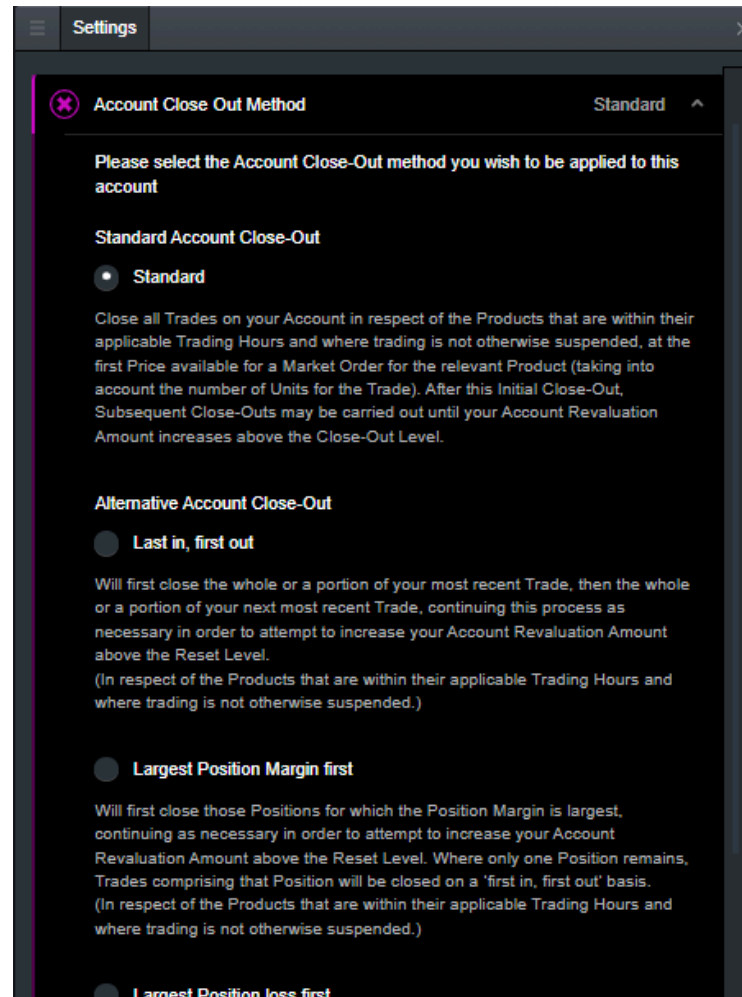 Settings
Account Close Out Method Standard
Please select the Account Close-Out method you wish to be applied to this
account
Standard Account Close-Out
Standard
Close all Trades on your Account in respect of the Products that are within their
applicable Trading Hours and where trading is not otherwise suspended, at the
first Price available for a Market Order for the relevant Product (taking into
account the number of Units for the Trade). After this Initial Close-Out,
Subsequent Close-Outs may be carried out until your Account Revaluation
Amount increases above the Close-Out Level.
Alternative Account Close-Out
Last in, first out
Will first close the whole or a portion of your most recent Trade, then the whole
or a portion of your next most recent Trade, continuing this process as
necessary in order to attempt to increase your Account Revaluation Amount
above the Reset Level.
(In respect of the Products that are within their applicable Trading Hours and
where trading is not otherwise suspended.)
Largest Position Margin first
Will first close those Positions for which the Position Margin is largest,
continuing as necessary in order to attempt to increase your Account
Revaluation Amount above the Reset Level. Where only one Position remains,
Trades comprising that Position will be closed on a 'first in, first out' basis.
(In respect of the Products that are within their applicable Trading Hours and
where trading is not otherwise suspended.)
Largest Position loss first